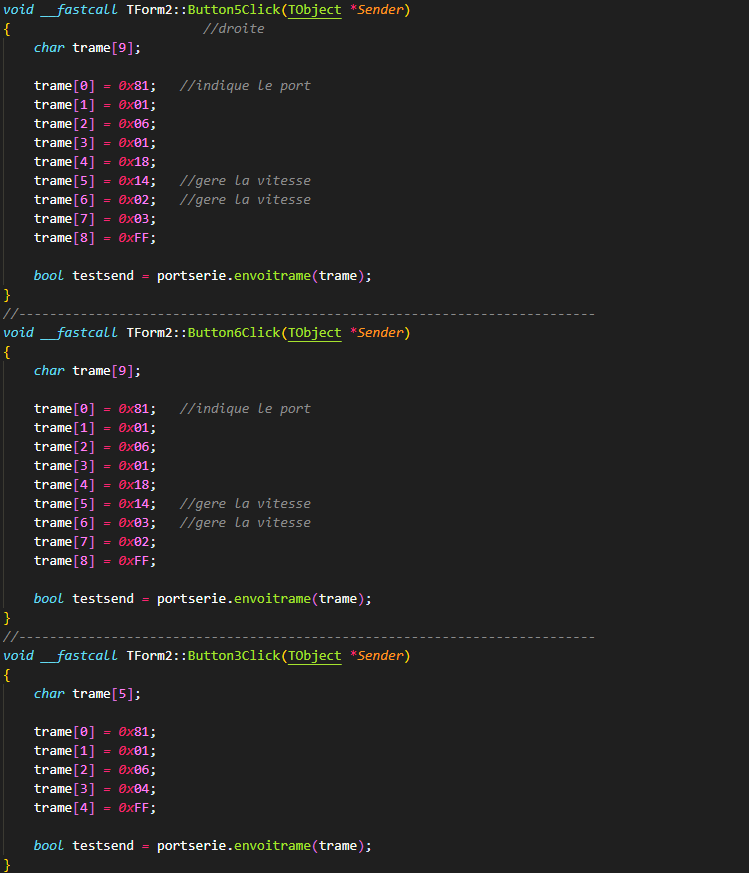 void __fastcall TForm2::Button5Click(TObject *Sender)
{                         //droite
    char trame[9];

    trame[0] = 0x81;   //indique le port
    trame[1] = 0x01;
    trame[2] = 0x06;
    trame[3] = 0x01;
    trame[4] = 0x18;
    trame[5] = 0x14;   //gere la vitesse
    trame[6] = 0x02;   //gere la vitesse
    trame[7] = 0x03;
    trame[8] = 0xFF;

    bool testsend = portserie.envoitrame(trame);
}
//---------------------------------------------------------------------------
void __fastcall TForm2::Button6Click(TObject *Sender)
{
    char trame[9];

    trame[0] = 0x81;   //indique le port
    trame[1] = 0x01;
    trame[2] = 0x06;
    trame[3] = 0x01;
    trame[4] = 0x18;
    trame[5] = 0x14;   //gere la vitesse
    trame[6] = 0x03;   //gere la vitesse
    trame[7] = 0x02;
    trame[8] = 0xFF;

    bool testsend = portserie.envoitrame(trame);
}
//---------------------------------------------------------------------------
void __fastcall TForm2::Button3Click(TObject *Sender)
{
    char trame[5];

    trame[0] = 0x81;
    trame[1] = 0x01;
    trame[2] = 0x06;
    trame[3] = 0x04;
    trame[4] = 0xFF;

    bool testsend = portserie.envoitrame(trame);
}